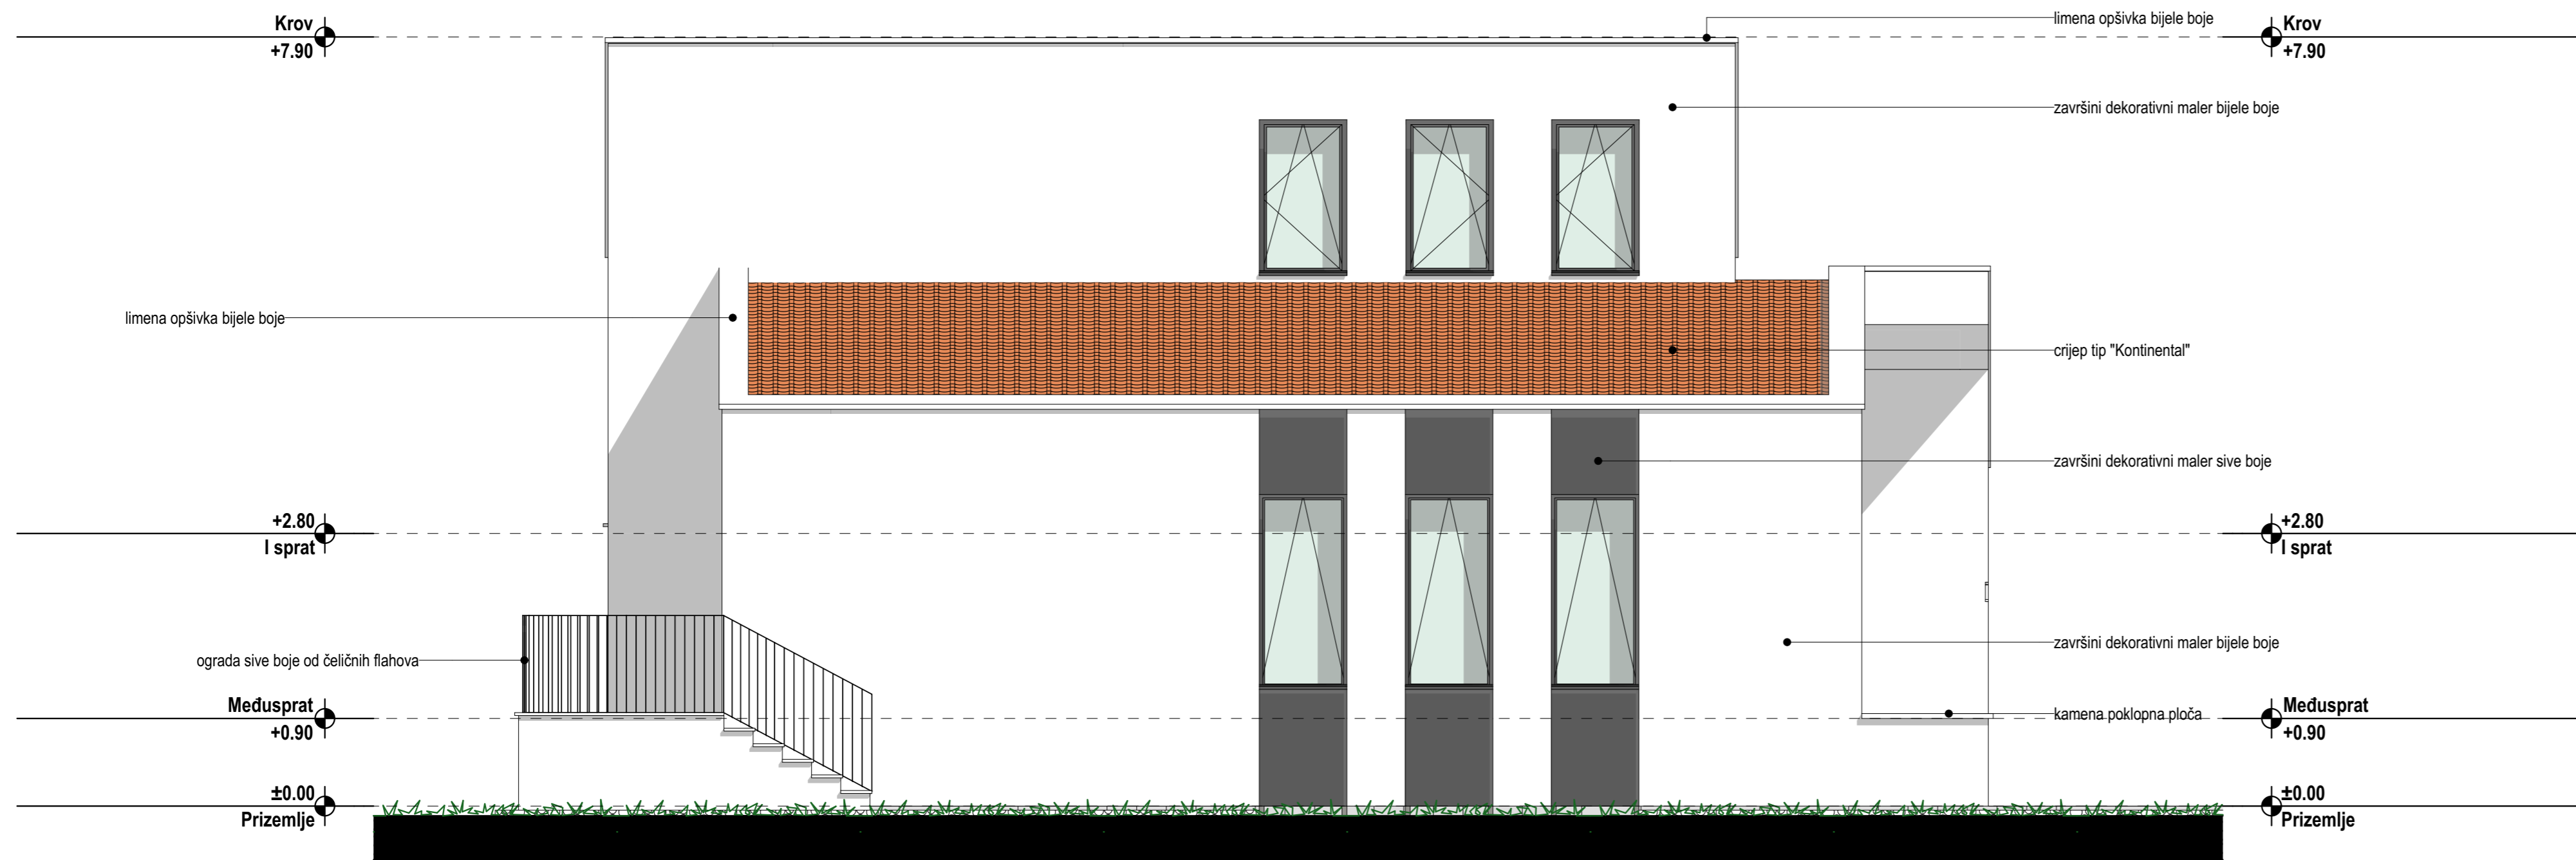 Krov
+7.90
limena opšivka bijele boje
Krov
+7.90
završini dekorativni maler bijele boje
limena opšivka bijele boje
crijep tip "Kontinental"
završini dekorativni maler sive boje
+2.80
I sprat
+2.80
I sprat
završini dekorativni maler bijele boje
ograda sive boje od čeličnih flahova
Međusprat
+0.90
kamena poklopna ploča
Međusprat
+0.90
±0.00
Prizemlje
±0.00
Prizemlje